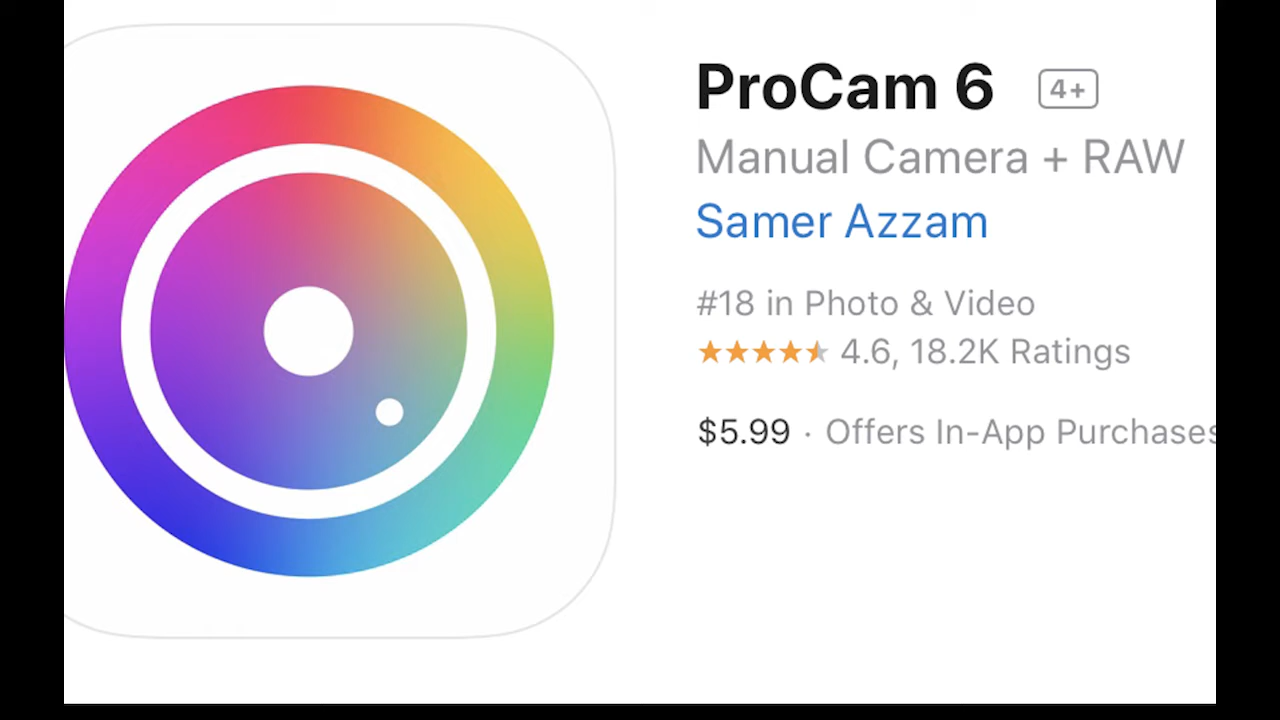 ProCam 6 4+
Manual Camera + RAW
Samer Azzam
#18 in Photo & Video
4.6, 18.2K Ratings
$5.99 · Offers In-App Purchases